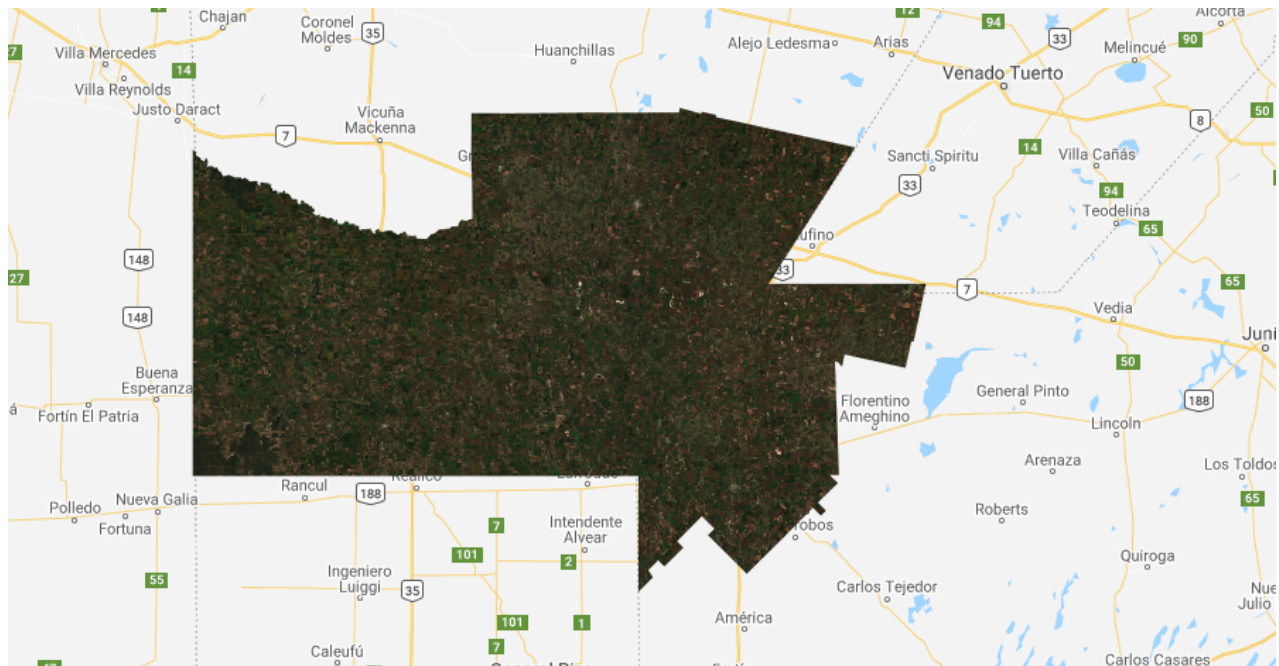 Chajan
Coronel
Moldes
35
Huanchillas
Alejo Ledesma
12
Arias
94
33
Alcorta
90
Melincué
Villa Mercedes
14
Villa Reynolds
Justo Daract
7
Vicuña
Mackenna
Venado Tuerto
8
50
Sancti Spiritu
33
14
Villa Cañás
94
Teodelina
65
148
27
33
7
65
Vedia
148
50
Buena
Esperanza
Fortín El Patria
General Pinto
188
Florentino
Ameghino
Lincoln
Arenaza
Los Toldos
65
Rancul
188
Nueva Galia
Polledo
Fortuna
7
Intendente
Alvear
Roberts
101
2
Quiroga
55
Ingeniero
Luiggi
35
Carlos Tejedor
Julio
101
1
América
7
Caleufú
Carlos Casares